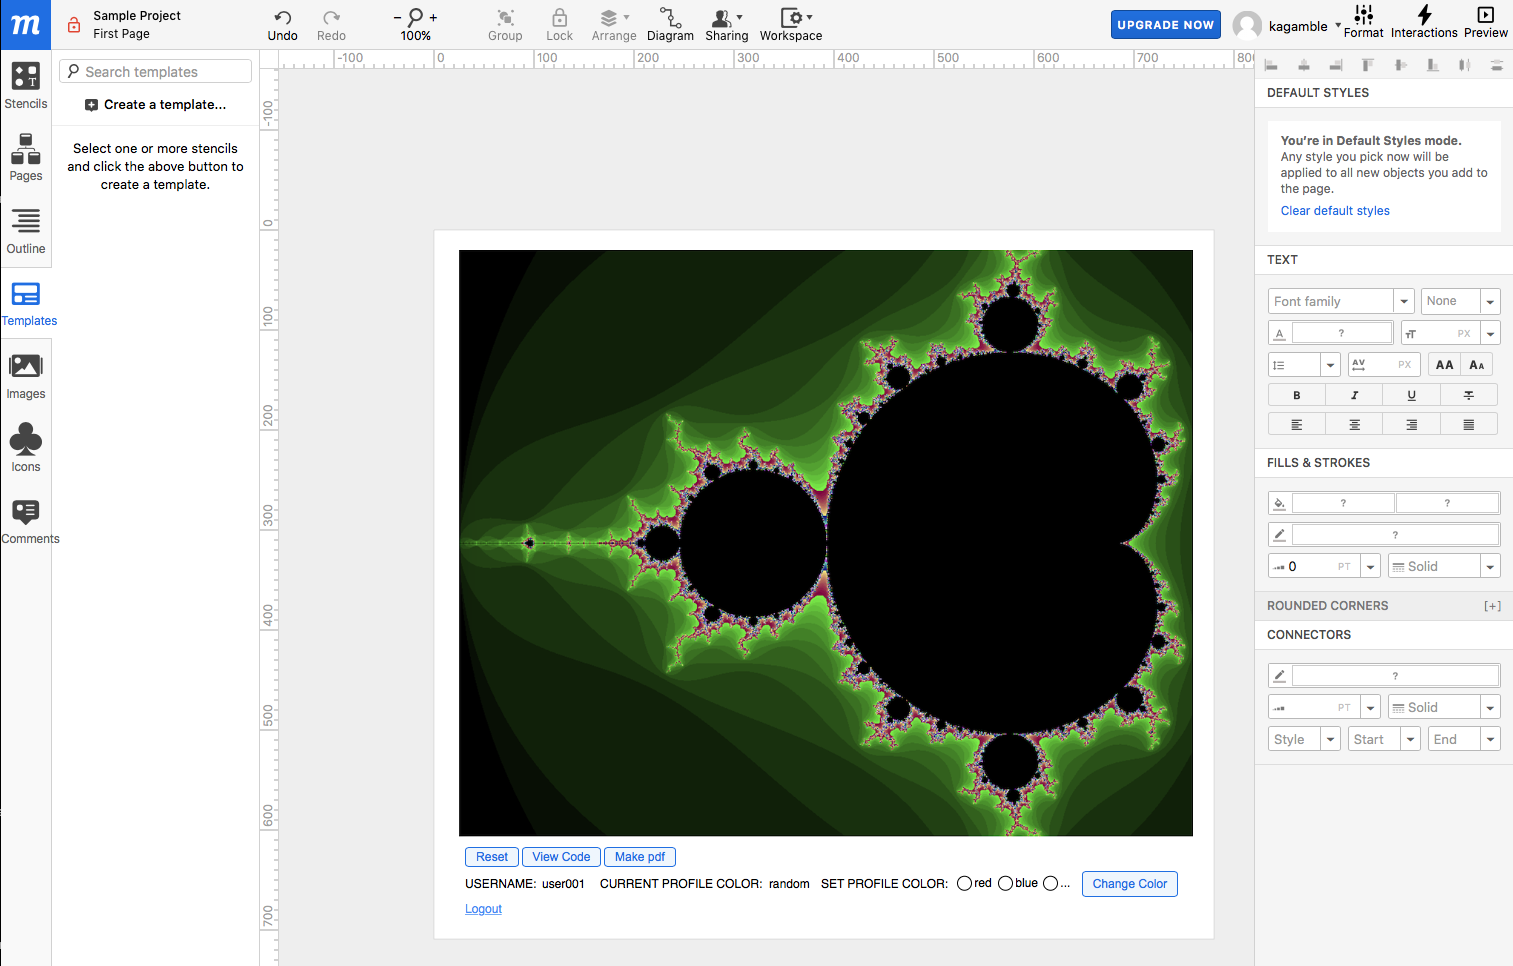 m
Sample Project
First Page
Undo
Redo
100%
Group
Lock
Arrange
Diagram
Sharing
Workspace
UPGRADE NOW
kagamble
Format
Interactions
Preview
Stencils
Pages
Outline
Templates
Images
Icons
Comments
Search templates
Create a template...
Select one or more stencils
and click the above button to
create a template.
-100 0 100 200 300 400 500 600 700 800
-100
0
100
200
300
400
500
600
700
Reset View Code Make pdf
USERNAME: user001 CURRENT PROFILE COLOR: random SET PROFILE COLOR: red blue ... Change Color
Logout
DEFAULT STYLES
You're in Default Styles mode.
Any style you pick now will be
applied to all new objects you add to
the page.
Clear default styles
TEXT
Font family None
A ? TT PX
AV PX AA AA
B I U T
FILLS & STROKES
? ?
?
0 PT Solid
ROUNDED CORNERS [+]
CONNECTORS
?
PT Solid
Style Start End